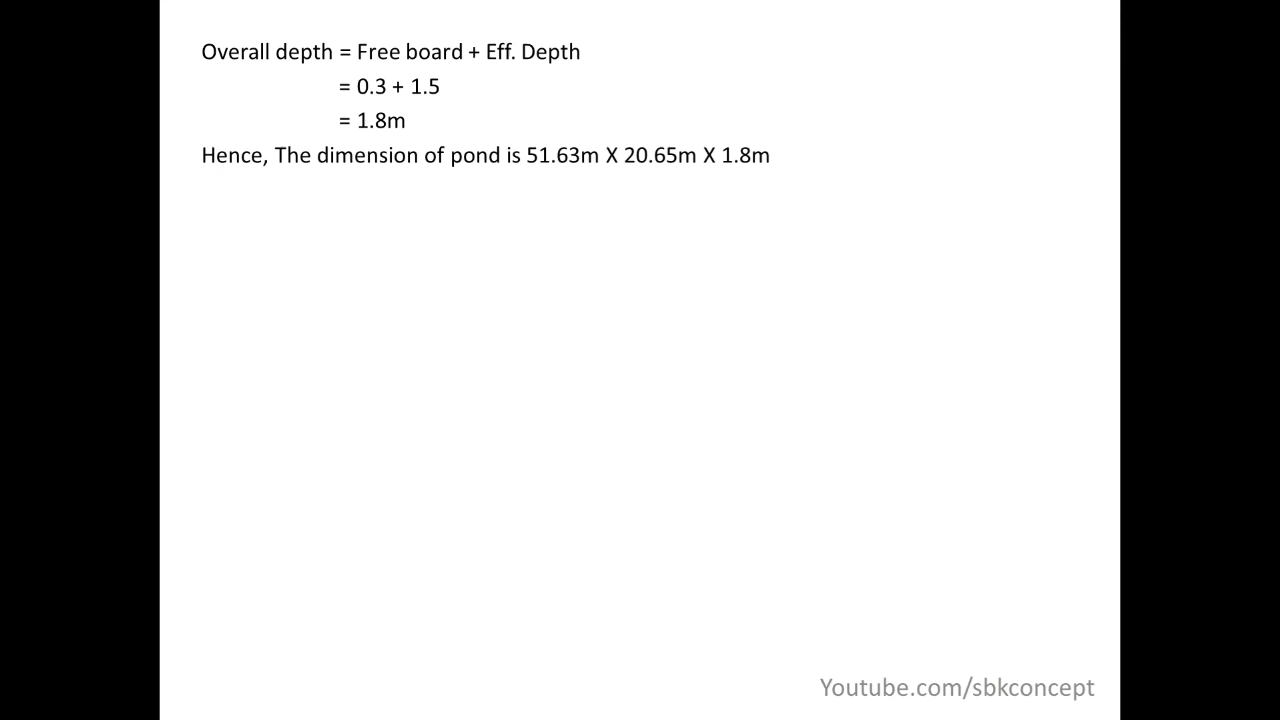 Overall depth = Free board + Eff. Depth
= 0.3 + 1.5
= 1.8m
Hence, The dimension of pond is 51.63m X 20.65m X 1.8m
Youtube.com/sbkconcept